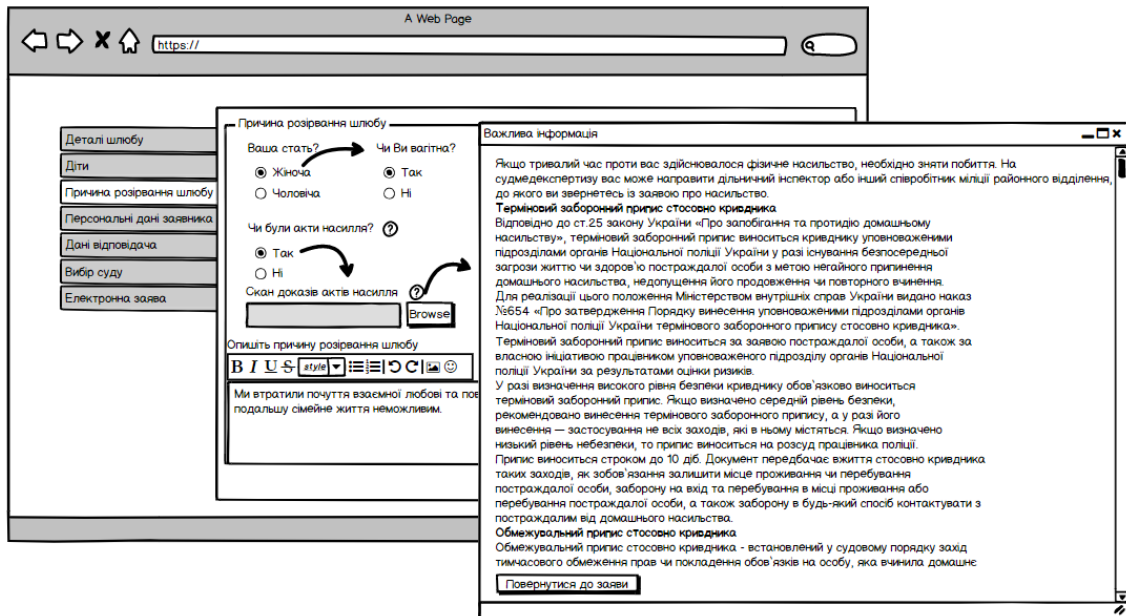 A Web Page
https://
Деталі шлюбу
Діти
Причина розірвання шлюбу
Персональні дані заявника
Дані відповідача
Вибір суду
Електронна заява
Причина розірвання шлюбу
Ваша стать?
Чи Ви вагітна?
Жіноча
Так
Чоловіча
Ні
Чи були акти насилля? ?
Так
Ні
Скан доказів актів насилля ?
Browse
Опишіть причину розірвання шлюбу
B I U S style
Ми втратили почуття взаємної любові та пов
подальшу сімейне життя неможливим.
Важлива інформація
Якщо тривалий час проти вас здійснювалося фізичне насильство, необхідно зняти побиття. На
судмедекспертизу вас може направити дільничний інспектор або інший співробітник міліції районного відділення,
до якого ви звернетесь із заявою про насильство.
Терміновий заборонний припис стосовно кривдника
Відповідно до ст.25 закону України «Про запобігання та протидію домашньому
насильству», терміновий заборонний припис виноситься кривднику уповноваженими
підрозділами органів Національної поліції України у разі існування безпосередньої
загрози життю чи здоров`ю постраждалої особи з метою негайного припинення
домашнього насильства, недопущення його продовження чи повторного вчинення.
Для реалізації цього положення Міністерством внутрішніх справ України видано наказ
№654 «Про затвердження Порядку винесення уповноваженими підрозділами органів
Національної поліції України термінового заборонного припису стосовно кривдника».
Терміновий заборонний припис виноситься за заявою постраждалої особи, а також за
власною ініціативою працівником уповноваженого підрозділу органів Національної
поліції України за результатами оцінки ризиків.
У разі визначення високого рівня безпеки кривднику обов`язково виноситься
терміновий заборонний припис. Якщо визначено середній рівень безпеки,
рекомендовано винесення термінового заборонного припису, а у разі його
винесення — застосування не всіх заходів, які в ньому містяться. Якщо визначено
низький рівень небезпеки, то припис виноситься на розсуд працівника поліції.
Припис виноситься строком до 10 діб. Документ передбачає вжиття стосовно кривдника
таких заходів, як зобов`язання залишити місце проживання чи перебування
постраждалої особи, заборону на вхід та перебування в місці проживання або
перебування постраждалої особи, а також заборону в будь-який спосіб контактувати з
постраждалим від домашнього насильства.
Обмежувальний припис стосовно кривдника
Обмежувальний припис стосовно кривдника - встановлений у судовому порядку захід
тимчасового обмеження прав чи покладення обов`язків на особу, яка вчинила домашнє
Повернутися до заяви